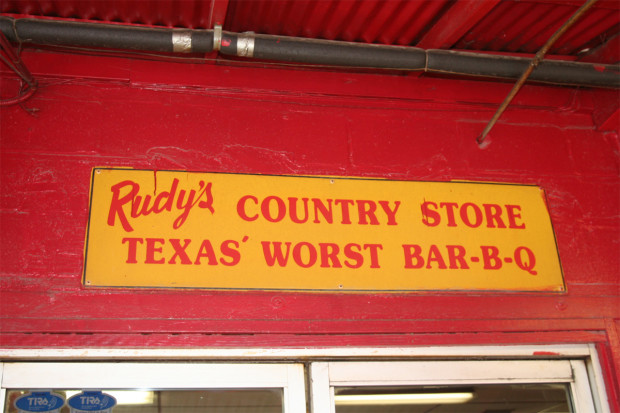 Rudy's COUNTRY STORE
TEXAS' WORST BAR-B-Q